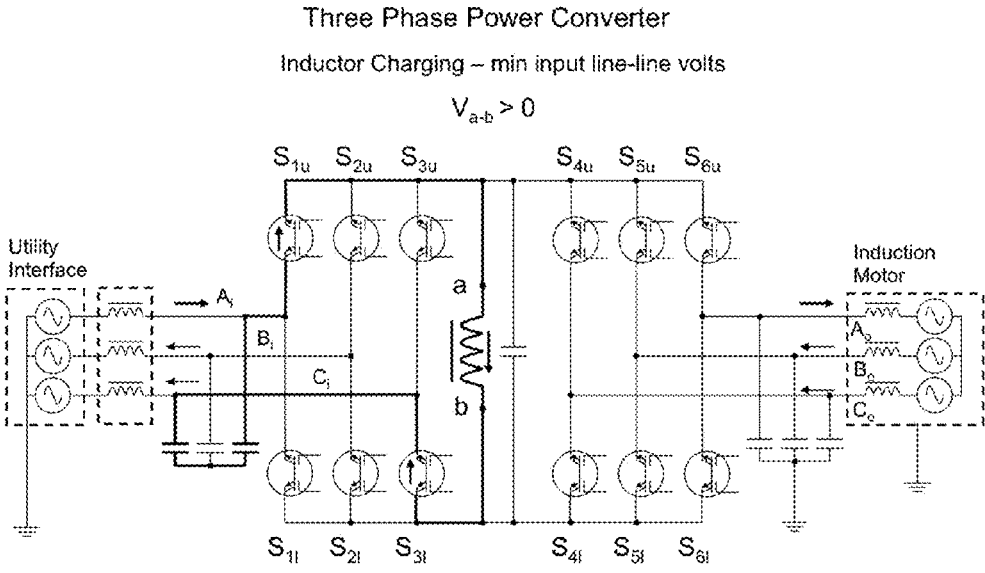 Three Phase Power Converter
Inductor Charging – min input line-line volts
Va-b > 0
S1u S2u S3u S4u S5u S6u
Utility
Interface
Induction
Motor
Ai
Bi
Ci
a
b
Ao
Bo
Co
S1l S2l S3l S4l S5l S6l